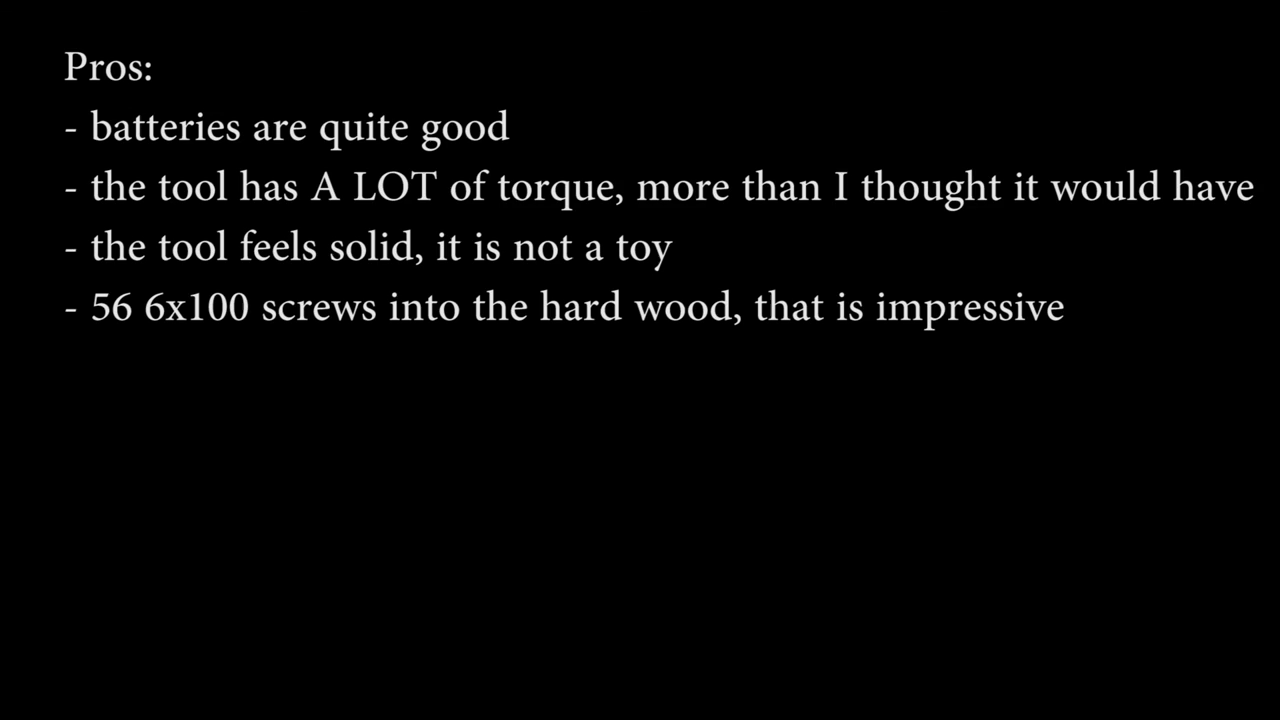 Pros:
- batteries are quite good
- the tool has A LOT of torque, more than I thought it would have
- the tool feels solid, it is not a toy
- 56 6x100 screws into the hard wood, that is impressive